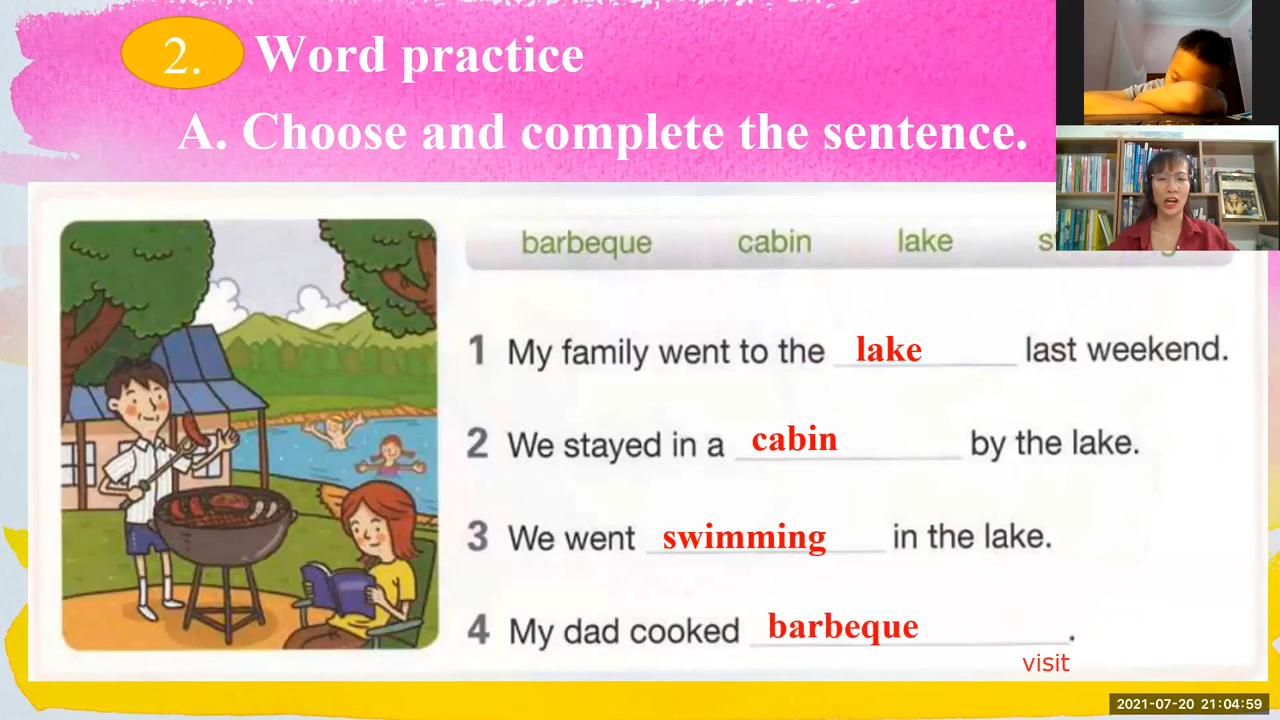 2. Word practice
A. Choose and complete the sentence.
barbeque cabin lake
1 My family went to the lake last weekend.
2 We stayed in a cabin by the lake.
3 We went swimming in the lake.
4 My dad cooked barbeque.
visit
2021-07-20 21:04:59